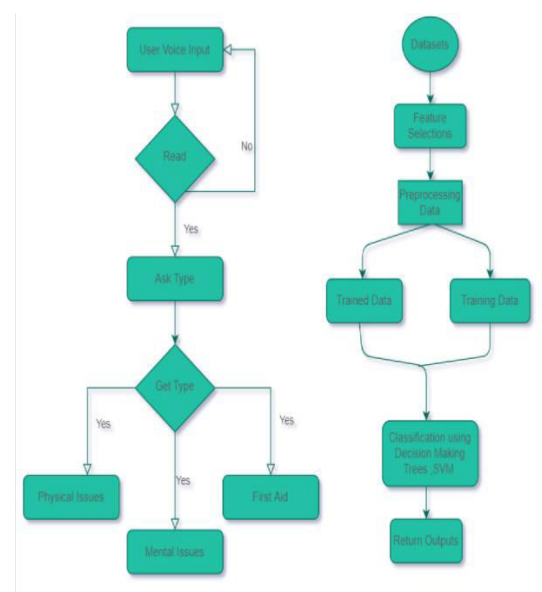 User Voice Input
Read
No
Yes
Ask Type
Get Type
Yes
Yes
Yes
Physical Issues
First Aid
Mental Issues
Datasets
Feature
Selections
Preprocessing
Data
Trained Data
Training Data
Classification using
Decision Making
Trees ,SVM
Return Outputs